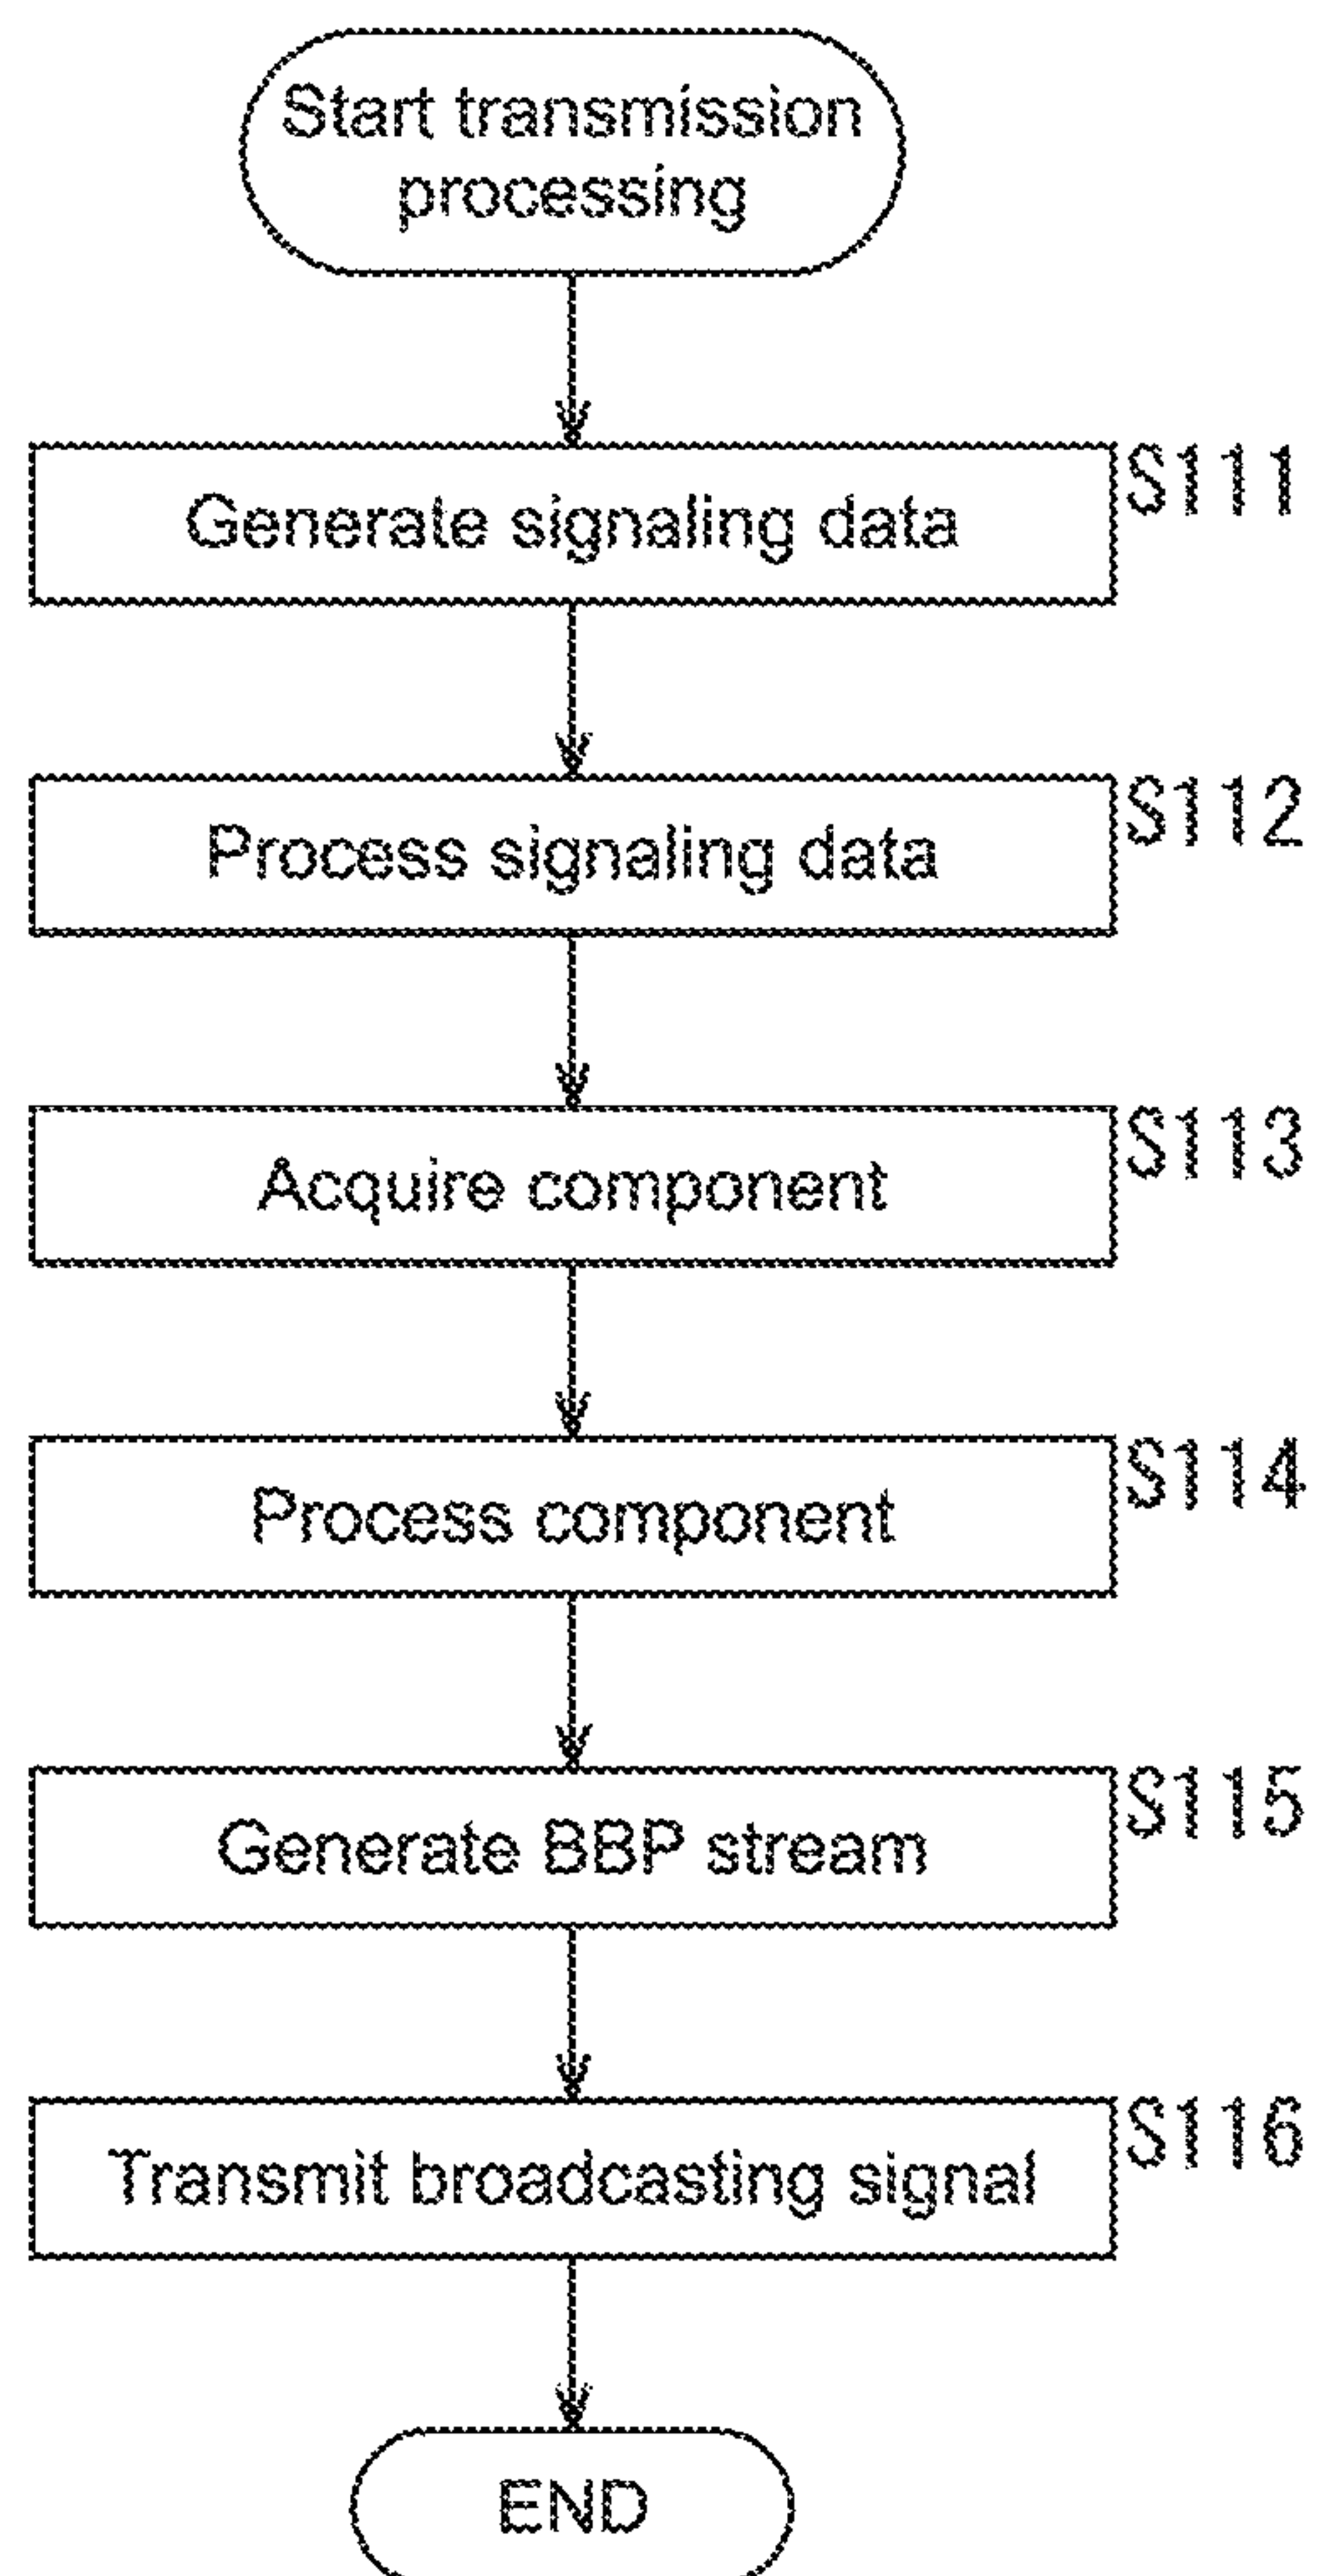 Start transmission
processing
Generate signaling data
S111
Process signaling data
S112
Acquire component
S113
Process component
S114
Generate BBP stream
S115
Transmit broadcasting signal
S116
END